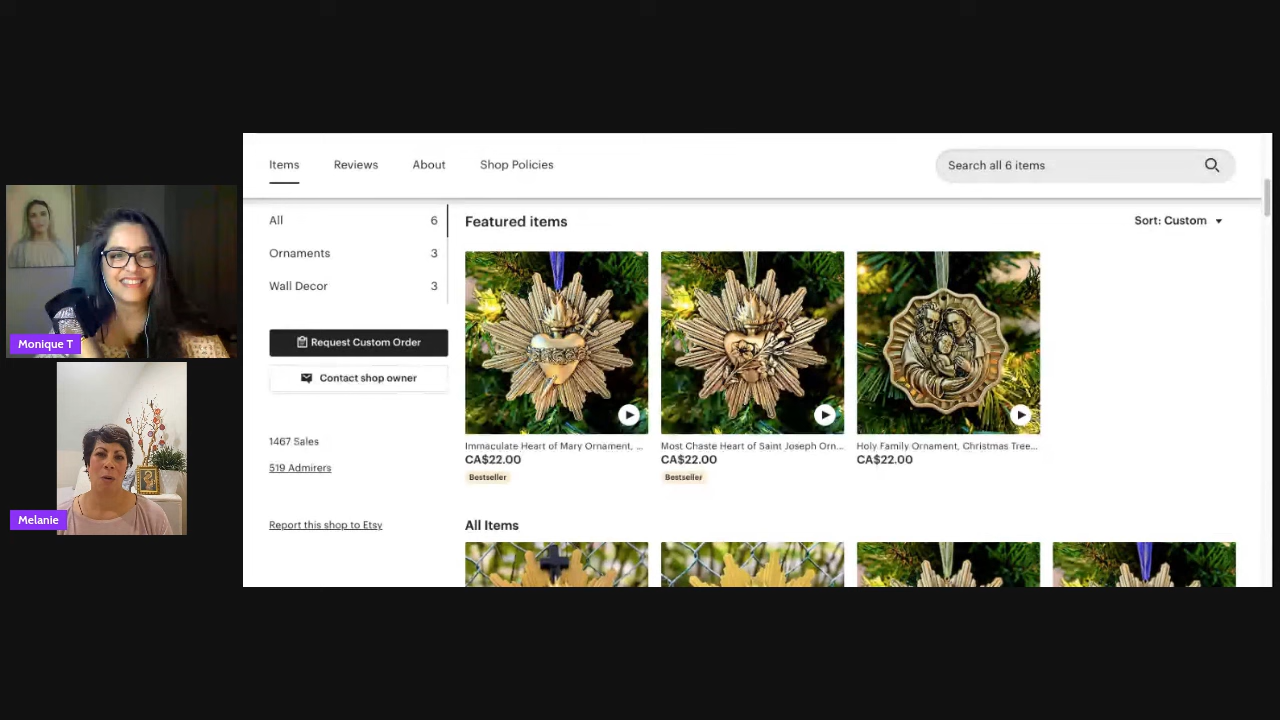 Items Reviews About Shop Policies Search all 6 items
All 6
Ornaments 3
Wall Decor 3
Request Custom Order
Contact shop owner
1467 Sales
519 Admirers
Report this shop to Etsy
Featured items Sort: Custom
Immaculate Heart of Mary Ornament, ...
CA$22.00
Bestseller
Most Chaste Heart of Saint Joseph Orn...
CA$22.00
Bestseller
Holy Family Ornament, Christmas Tree...
CA$22.00
All Items
Monique T
Melanie